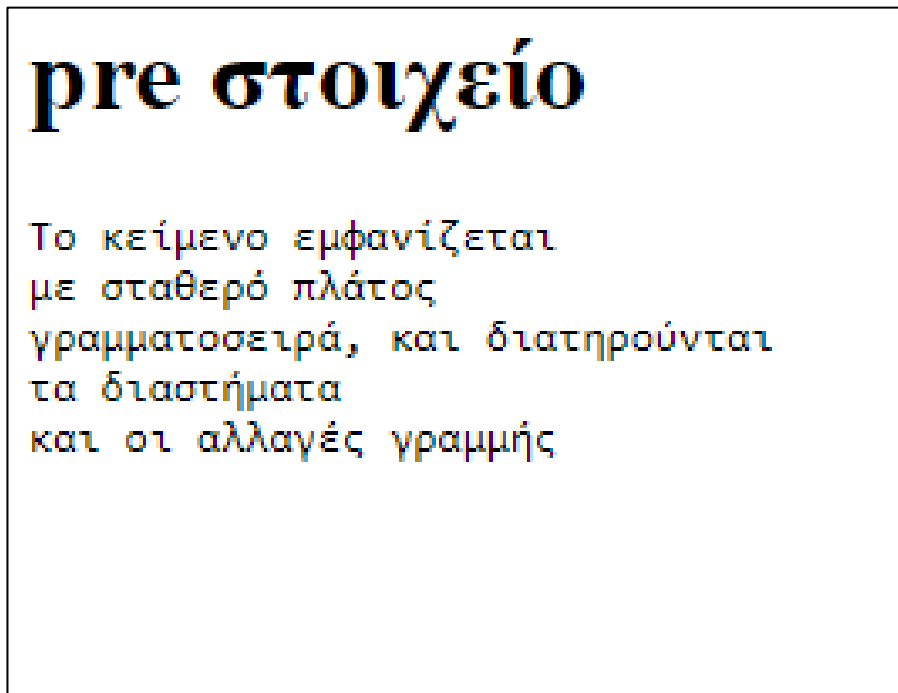 pre στοιχείο
Το κείμενο εμφανίζεται
με σταθερό πλάτος
γραμματοσειρά, και διατηρούνται
τα διαστήματα
και οι αλλαγές γραμμής